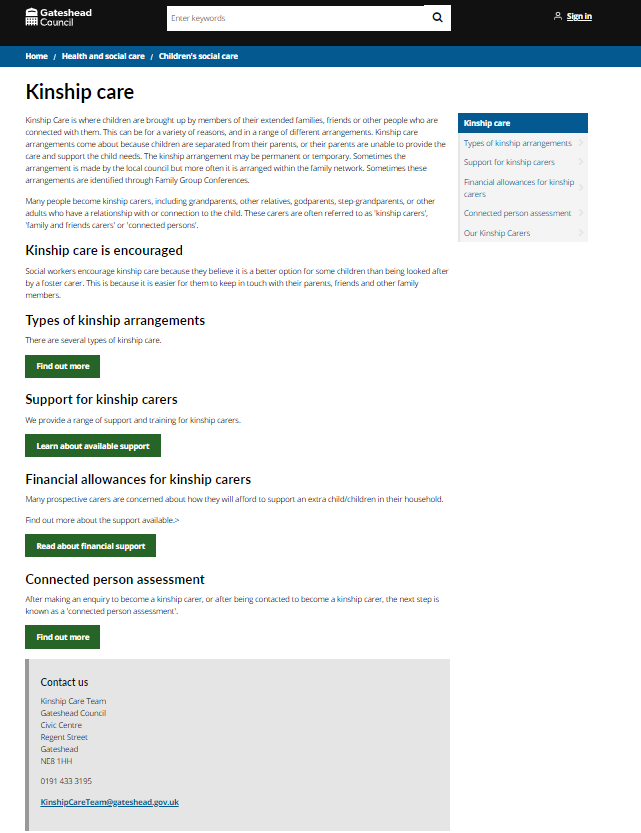 Gateshead
Council
Enter keywords
Sign in
Home / Health and social care / Children's social care
Kinship care
Kinship Care is where children are brought up by members of their extended families, friends or other people who are
connected with them. This can be for a variety of reasons, and in a range of different arrangements. Kinship care
arrangements come about because children are separated from their parents, or their parents are unable to provide the
care and support the child needs. The kinship arrangement may be permanent or temporary. Sometimes the
arrangement is made by the local council but more often it is arranged within the family network. Sometimes these
arrangements are identified through Family Group Conferences.
Many people become kinship carers, including grandparents, other relatives, godparents, step-grandparents, or other
adults who have a relationship with or connection to the child. These carers are often referred to as 'kinship carers',
'family and friends carers' or 'connected persons'.
Kinship care is encouraged
Social workers encourage kinship care because they believe it is a better option for some children than being looked after
by a foster carer. This is because it is easier for them to keep in touch with their parents, friends and other family
members.
Types of kinship arrangements
There are several types of kinship care.
Find out more
Support for kinship carers
We provide a range of support and training for kinship carers.
Learn about available support
Financial allowances for kinship carers
Many prospective carers are concerned about how they will afford to support an extra child/children in their household.
Find out more about the support available.>
Read about financial support
Connected person assessment
After making an enquiry to become a kinship carer, or after being contacted to become a kinship carer, the next step is
known as a 'connected person assessment'.
Find out more
Contact us
Kinship Care Team
Gateshead Council
Civic Centre
Regent Street
Gateshead
NE8 1HH
0191 433 3195
KinshipCareTeam@gateshead.gov.uk
Kinship care
Types of kinship arrangements
Support for kinship carers
Financial allowances for kinship
carers
Connected person assessment
Our Kinship Carers